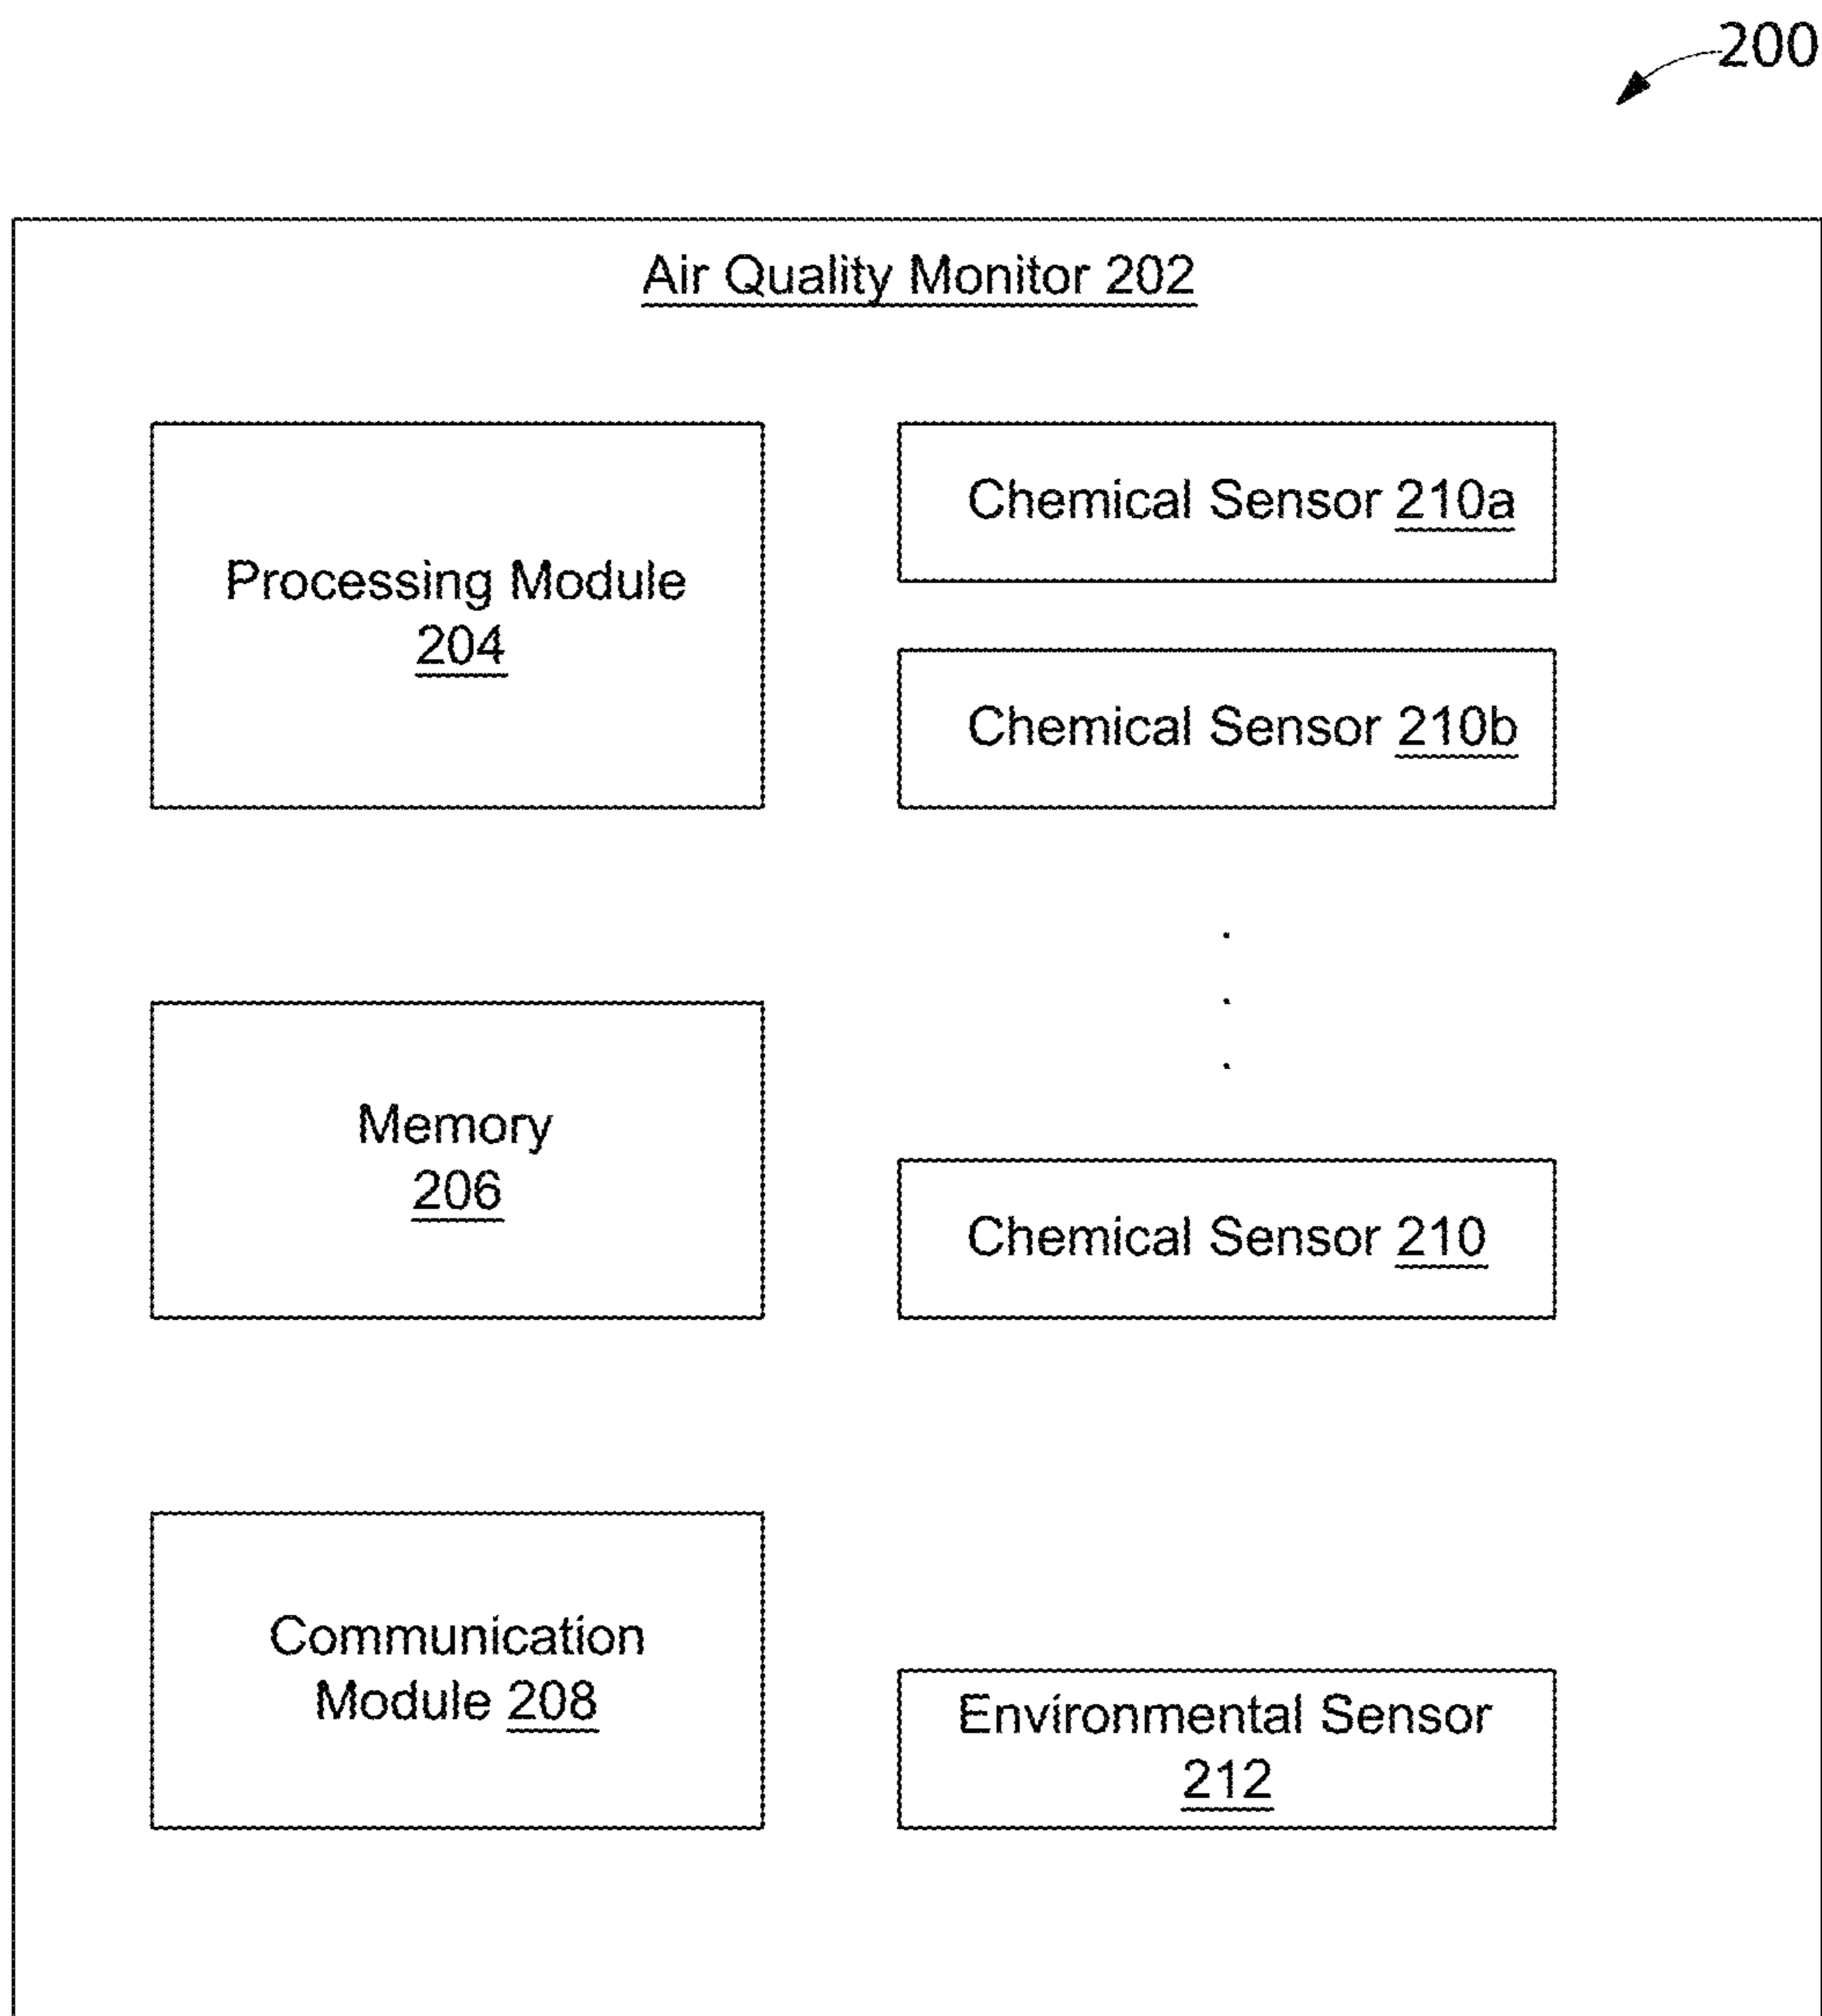 200
Air Quality Monitor 202
Processing Module
204
Chemical Sensor 210a
Chemical Sensor 210b
Memory
206
Chemical Sensor 210
Communication
Module 208
Environmental Sensor
212